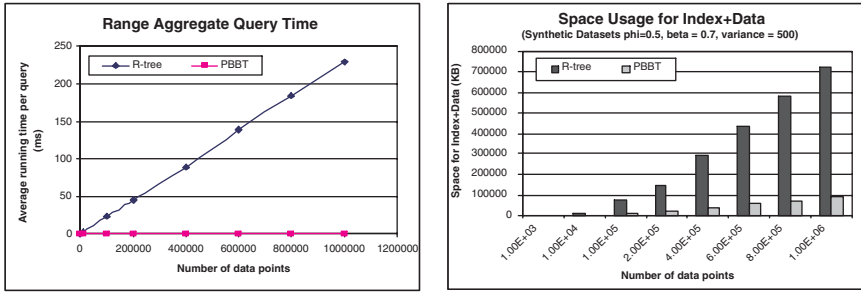 Range Aggregate Query Time
Average running time per query
(ms)
250
200
150
100
50
0
R-tree
PBBT
0
200000
400000
600000
800000
1000000
1200000
Number of data points
Space Usage for Index+Data
(Synthetic Datasets phi=0.5, beta = 0.7, variance = 500)
Space for Index+Data (KB)
800000
700000
600000
500000
400000
300000
200000
100000
0
R-tree
PBBT
1.00E+03
1.00E+04
1.00E+05
2.00E+05
4.00E+05
6.00E+05
8.00E+05
1.00E+06
Number of data points